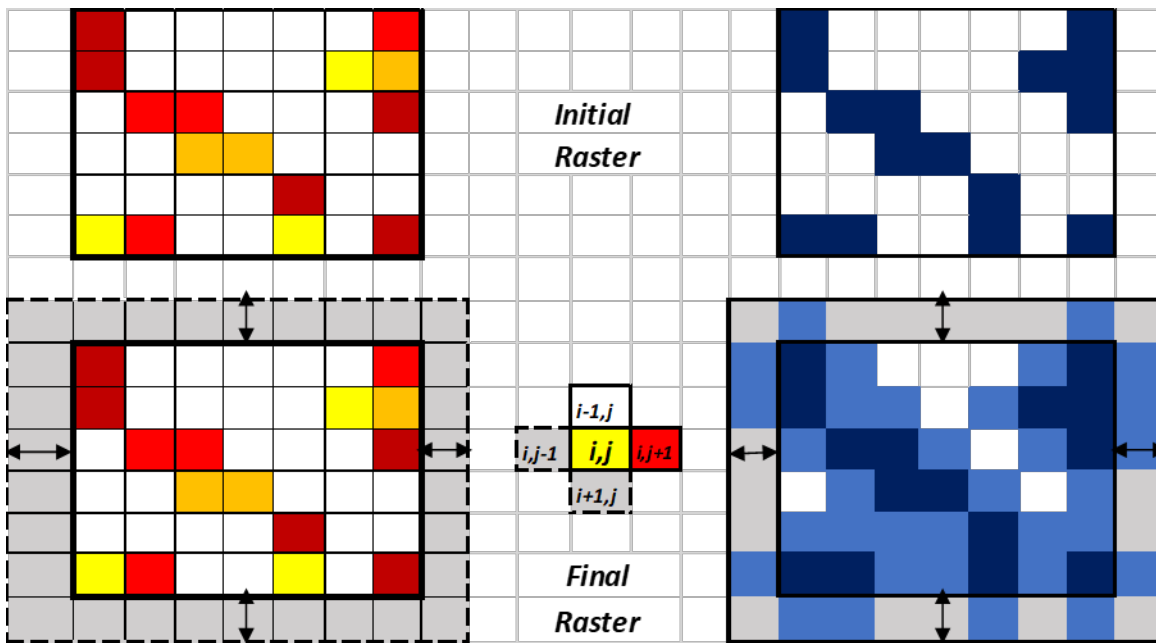 Initial
Raster
i-1,j
i,j-1
i,j
i,j+1
i+1,j
Final
Raster